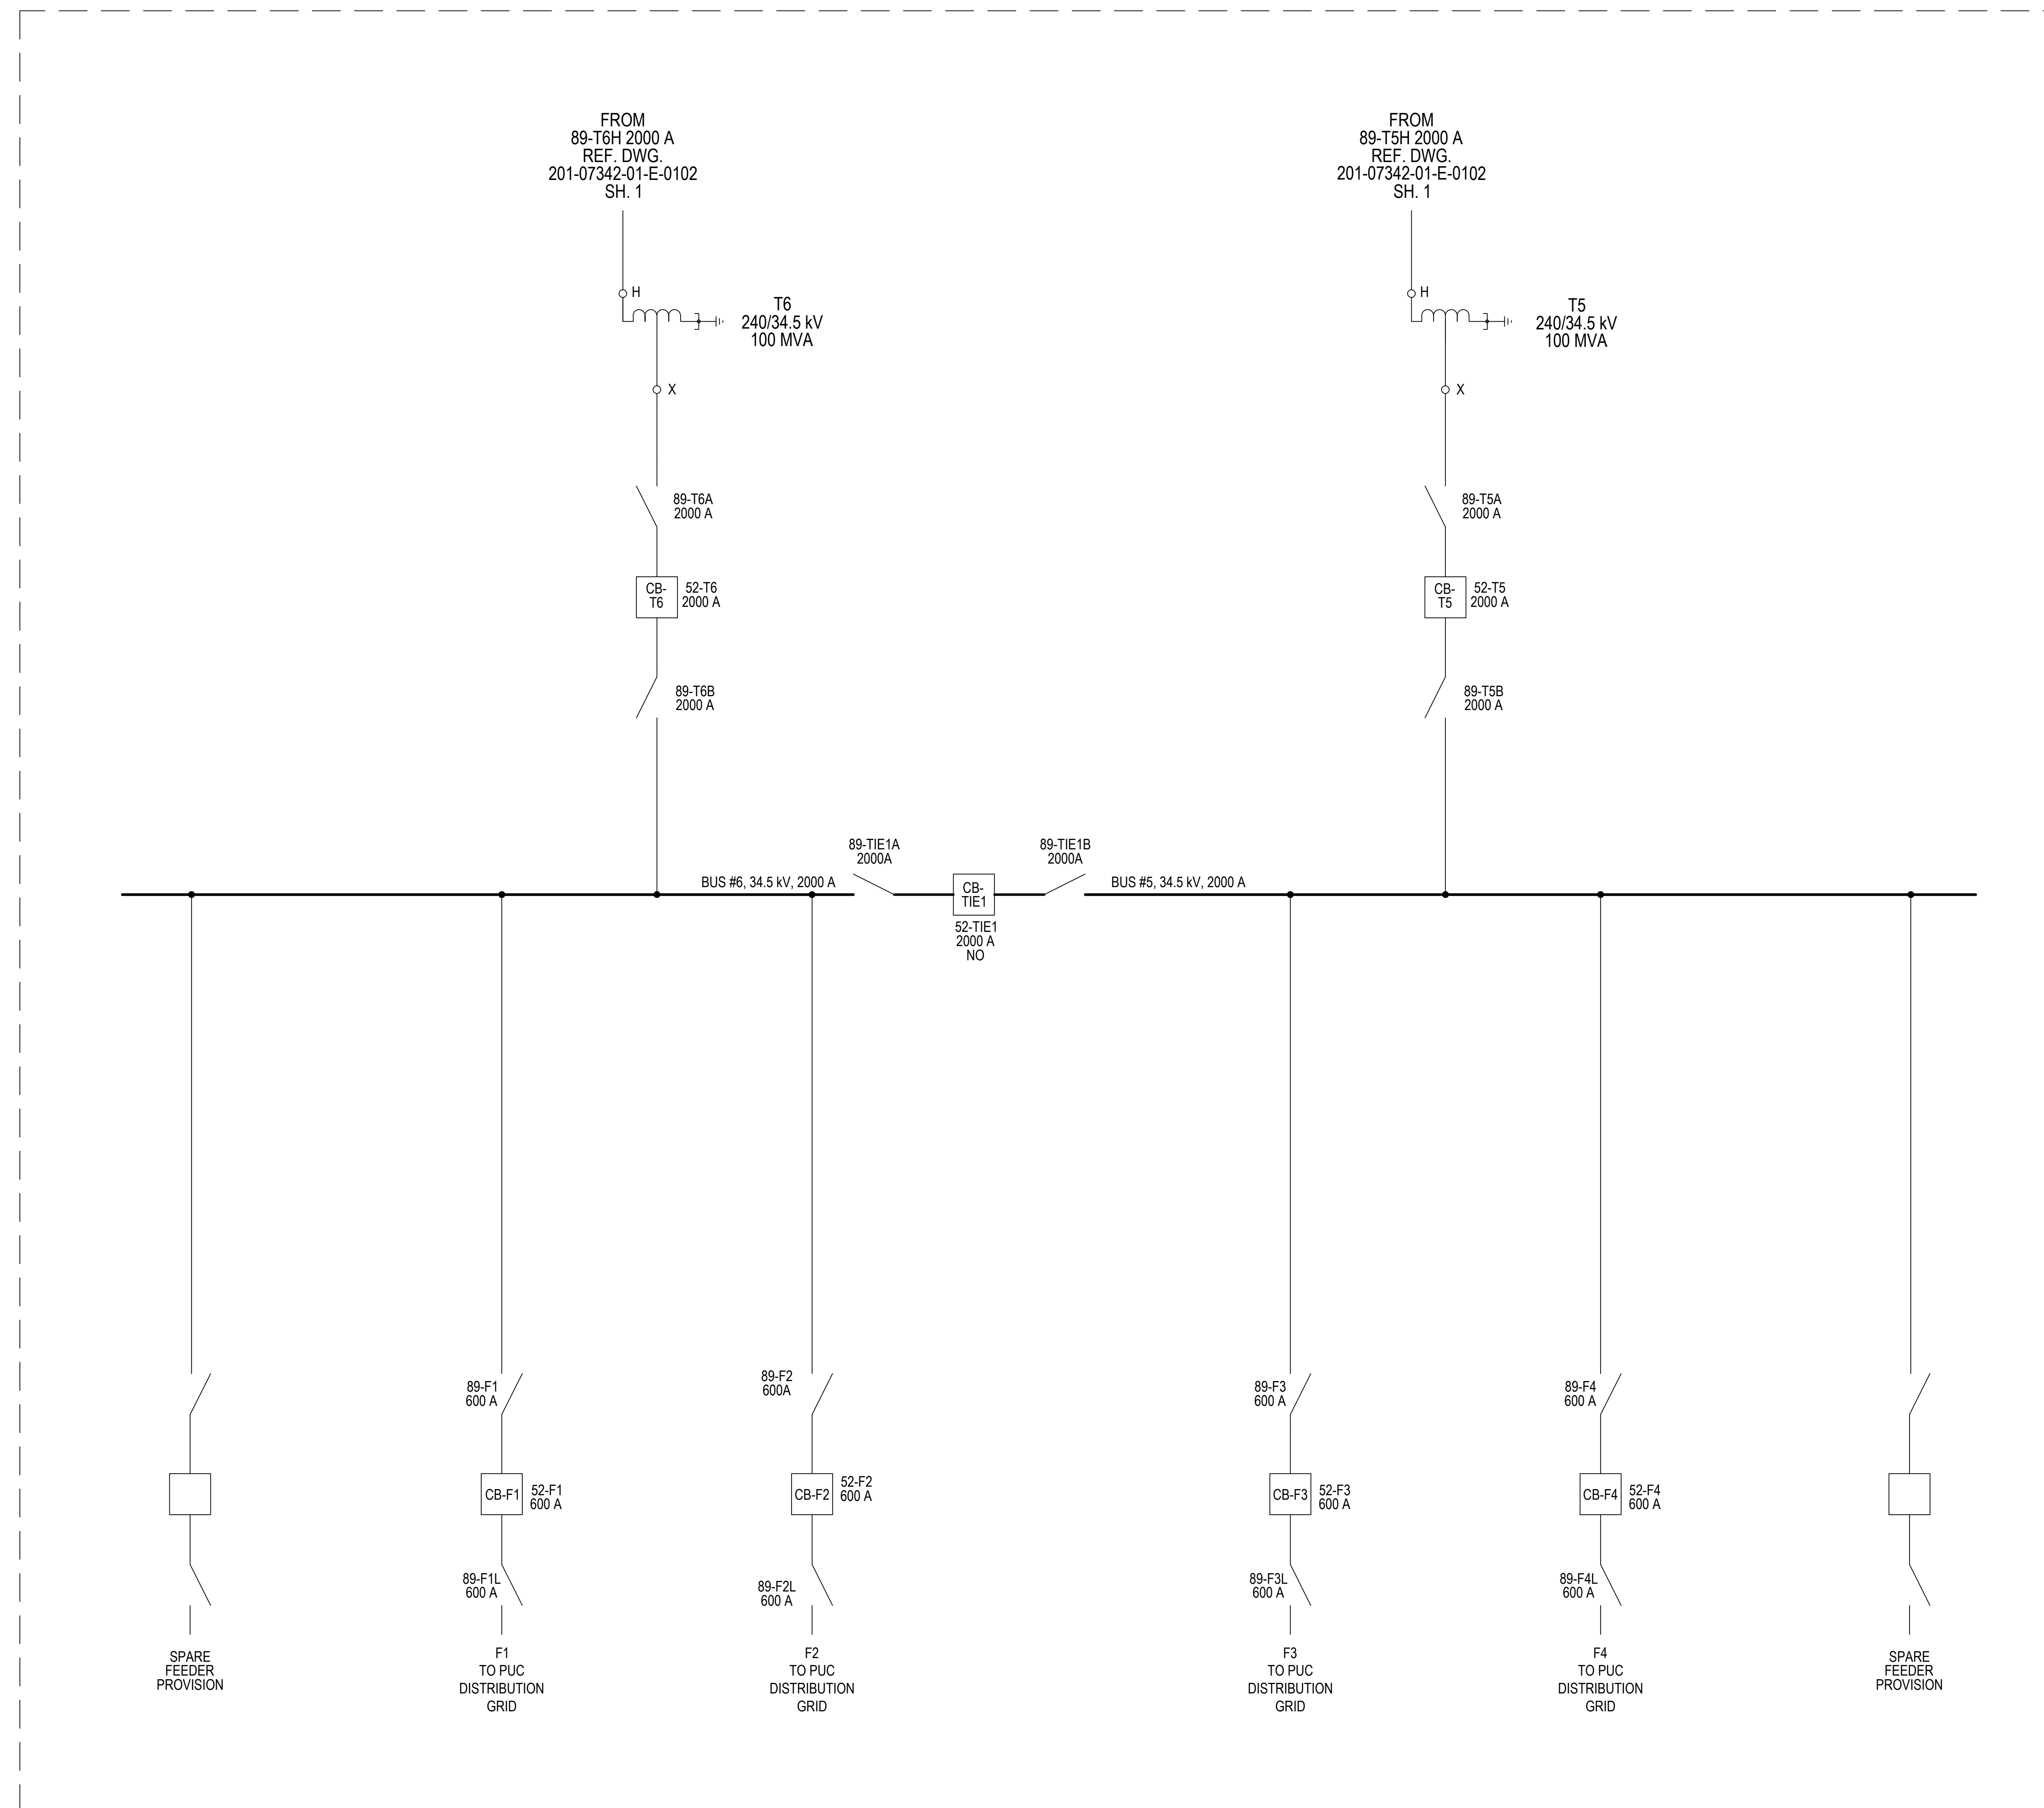 FROM
89-T6H 2000 A
REF. DWG.
201-07342-01-E-0102
SH. 1
FROM
89-T5H 2000 A
REF. DWG.
201-07342-01-E-0102
SH. 1
H
T6
240/34.5 kV
100 MVA
H
T5
240/34.5 kV
100 MVA
X
X
89-T6A
2000 A
89-T5A
2000 A
CB-
T6
52-T6
2000 A
CB-
T5
52-T5
2000 A
89-T6B
2000 A
89-T5B
2000 A
89-TIE1A
2000A
89-TIE1B
2000A
BUS #6, 34.5 kV, 2000 A
CB-
TIE1
BUS #5, 34.5 kV, 2000 A
52-TIE1
2000 A
NO
89-F1
600 A
89-F2
600A
89-F3
600 A
89-F4
600 A
CB-F1
52-F1
600 A
CB-F2
52-F2
600 A
CB-F3
52-F3
600 A
CB-F4
52-F4
600 A
89-F1L
600 A
89-F2L
600 A
89-F3L
600 A
89-F4L
600 A
SPARE
FEEDER
PROVISION
F1
TO PUC
DISTRIBUTION
GRID
F2
TO PUC
DISTRIBUTION
GRID
F3
TO PUC
DISTRIBUTION
GRID
F4
TO PUC
DISTRIBUTION
GRID
SPARE
FEEDER
PROVISION